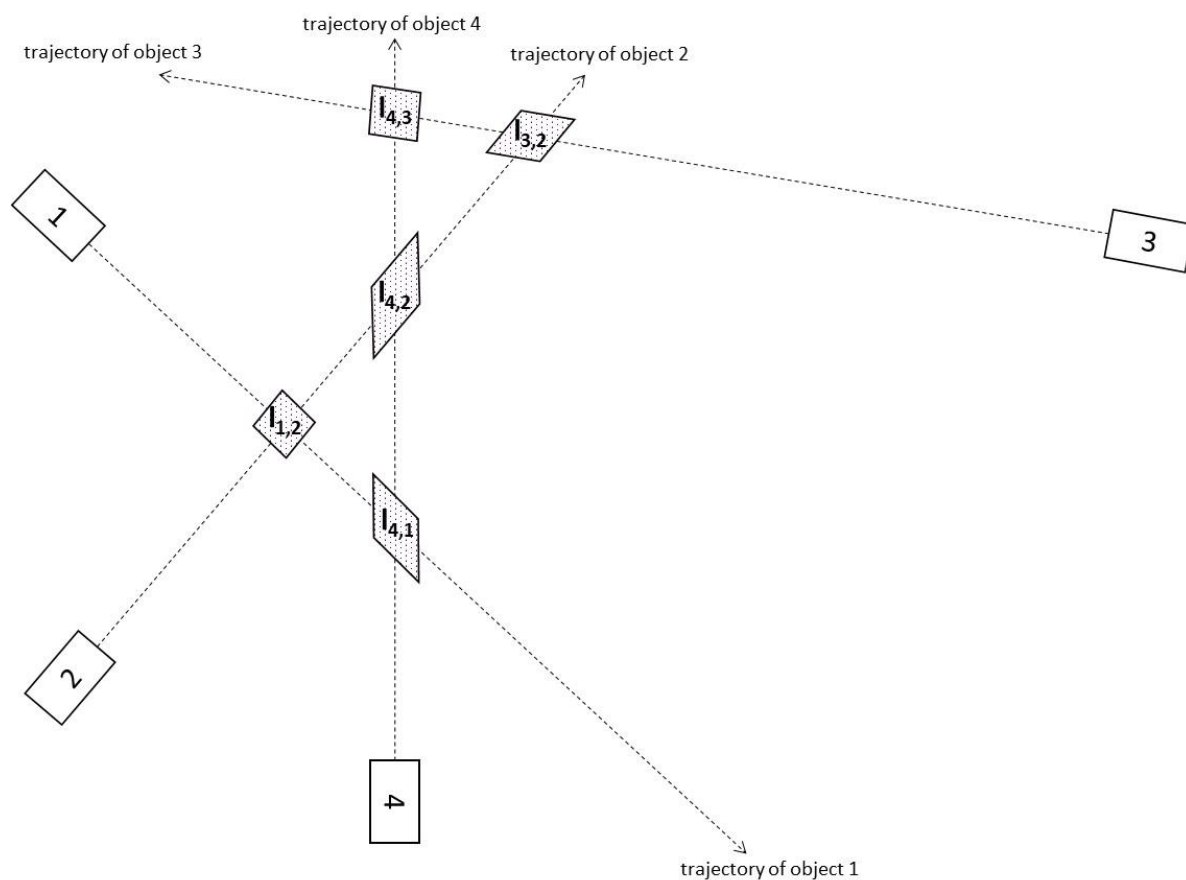 trajectory of object 4
trajectory of object 3
trajectory of object 2
I4,3
I3,2
1
3
I4,2
I1,2
I4,1
2
4
trajectory of object 1